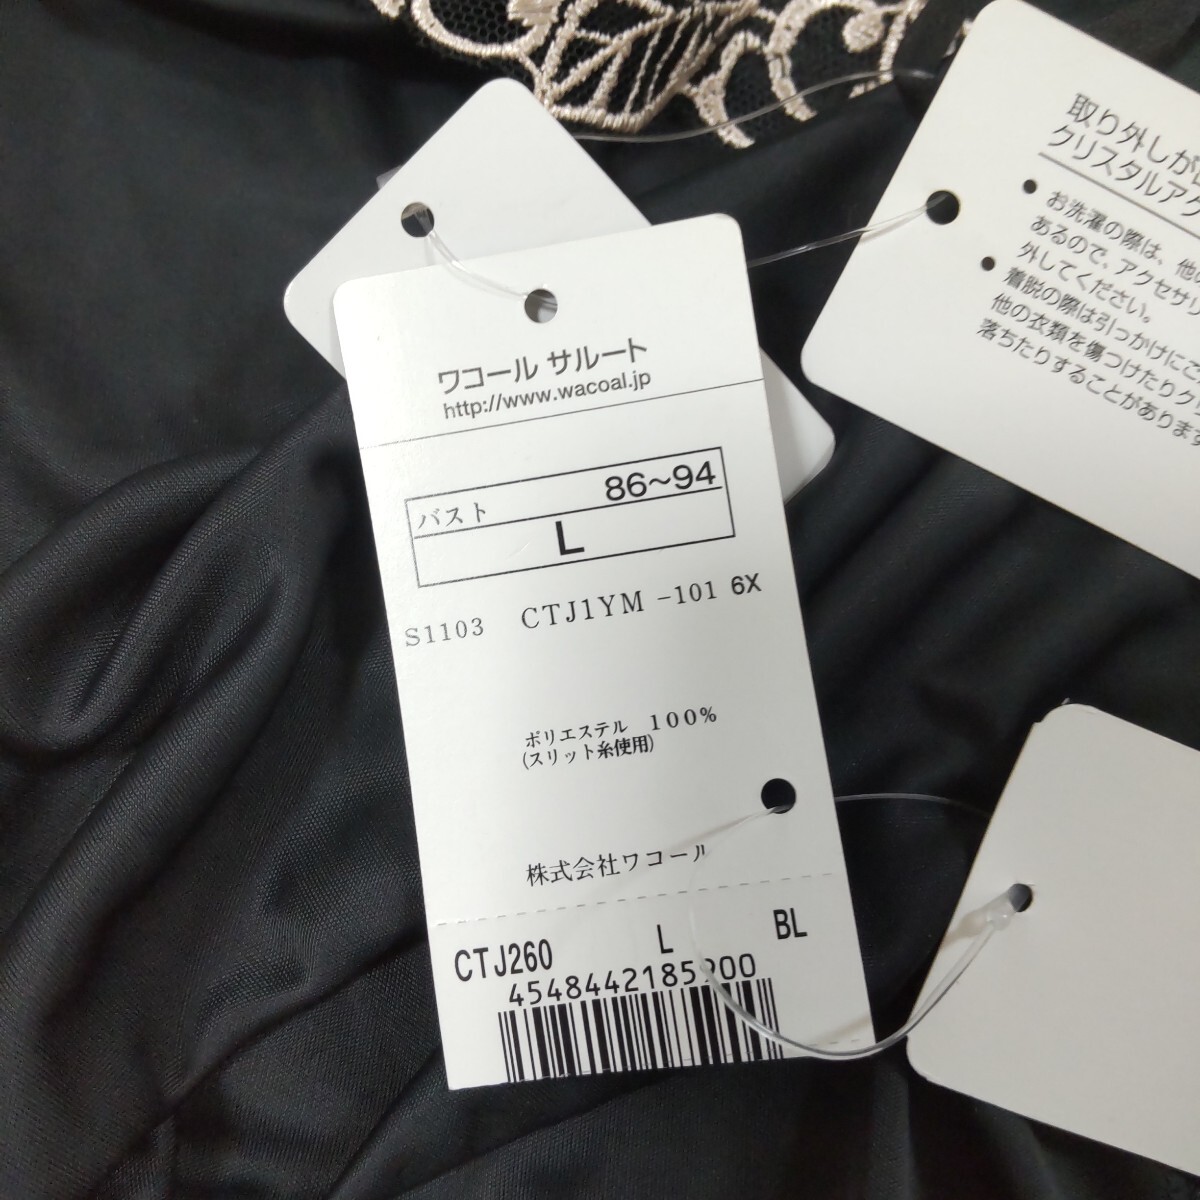 ワコール サルート
http://www.wacoal.jp
バスト 86~94
L
S1103 CTJ1YM -101 6X
ポリエステル 100%
(スリット糸使用)
株式会社ワコール
CTJ260 L BL
4548442185900
取り外しが
クリスタルアク
● お洗濯の際は、他の
あるので、アクセサリ
外してください。
● 着脱の際は引っかけにご
他の衣類を傷つけたりク
落ちたりすることがあります